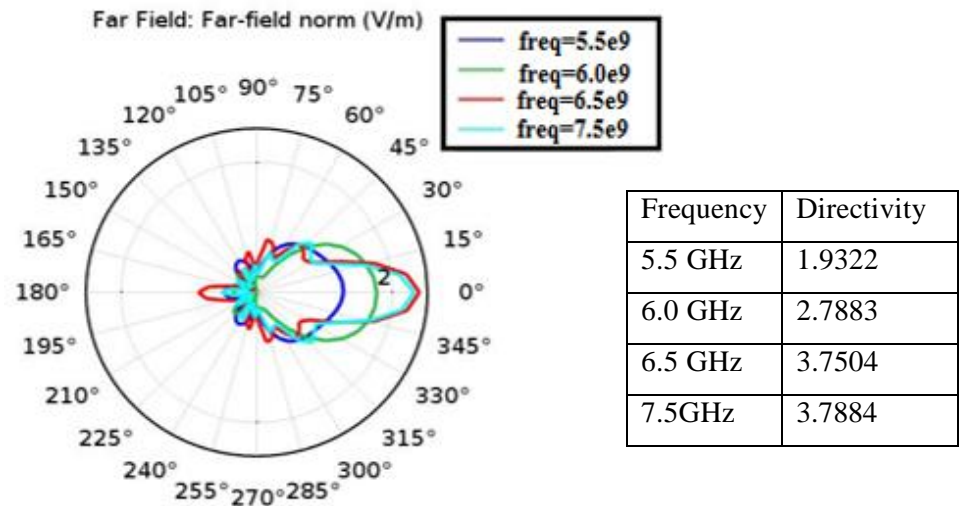 Far Field: Far-field norm (V/m)
freq=5.5e9
freq=6.0e9
freq=6.5e9
freq=7.5e9
90°
105° 75°
120° 60°
135° 45°
150° 30°
165° 15°
2
180° 0°
195° 345°
210° 330°
225° 315°
240° 300°
255° 270° 285°
Frequency Directivity
5.5 GHz 1.9322
6.0 GHz 2.7883
6.5 GHz 3.7504
7.5GHz 3.7884